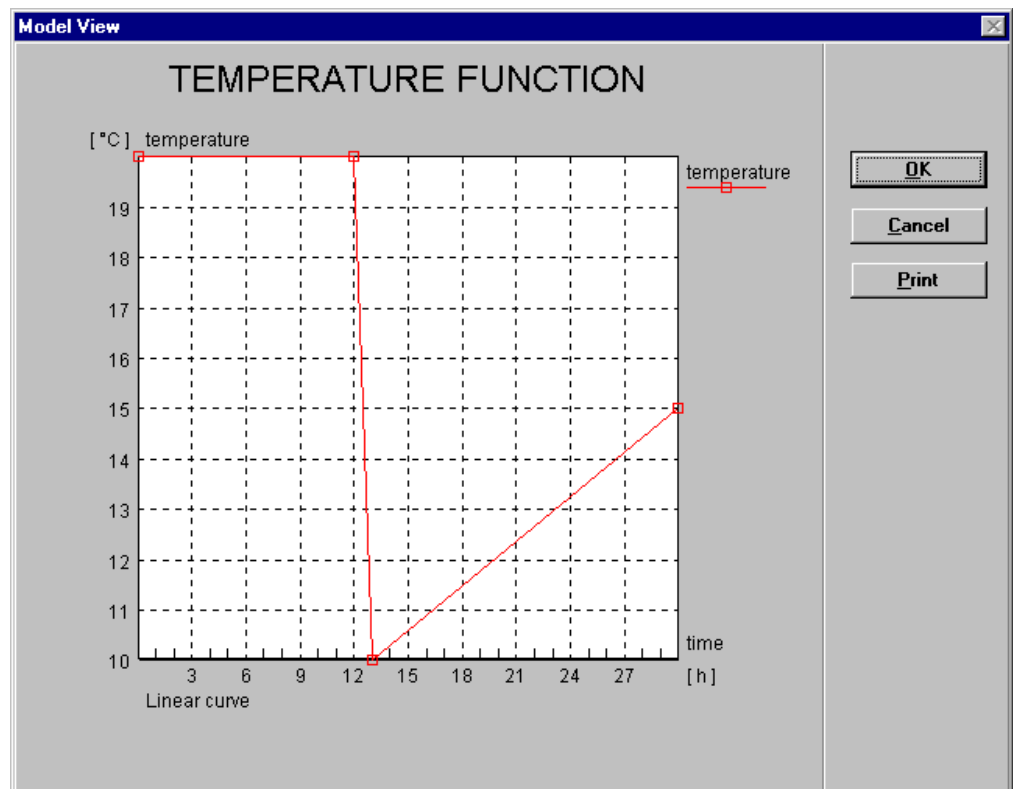 Model View
TEMPERATURE FUNCTION
[ °C ] temperature
temperature
19
18
17
16
15
14
13
12
11
10
3 6 9 12 15 18 21 24 27
time
[ h ]
Linear curve
OK
Cancel
Print